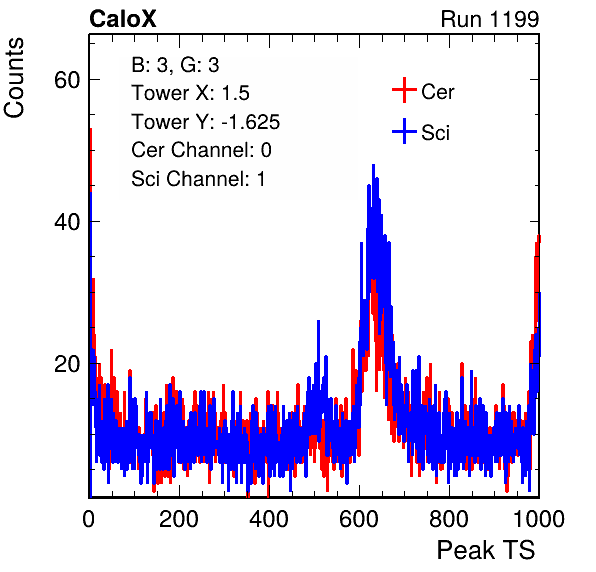 CaloX Run 1199
Counts
B: 3, G: 3
Tower X: 1.5
Tower Y: -1.625
Cer Channel: 0
Sci Channel: 1
Cer
Sci
60
40
20
0 200 400 600 800 1000
Peak TS